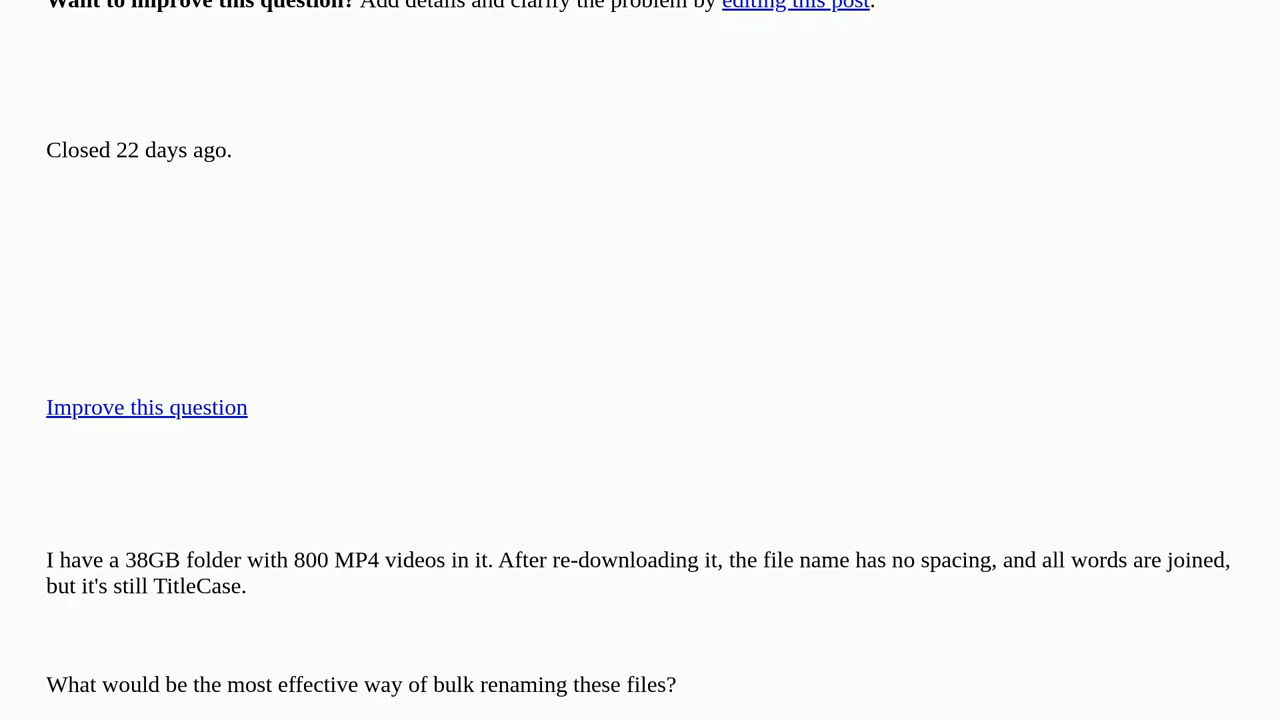 Want to improve this question? Add details and clarify the problem by editing this post.
Closed 22 days ago.
Improve this question
I have a 38GB folder with 800 MP4 videos in it. After re-downloading it, the file name has no spacing, and all words are joined,
but it's still TitleCase.
What would be the most effective way of bulk renaming these files?